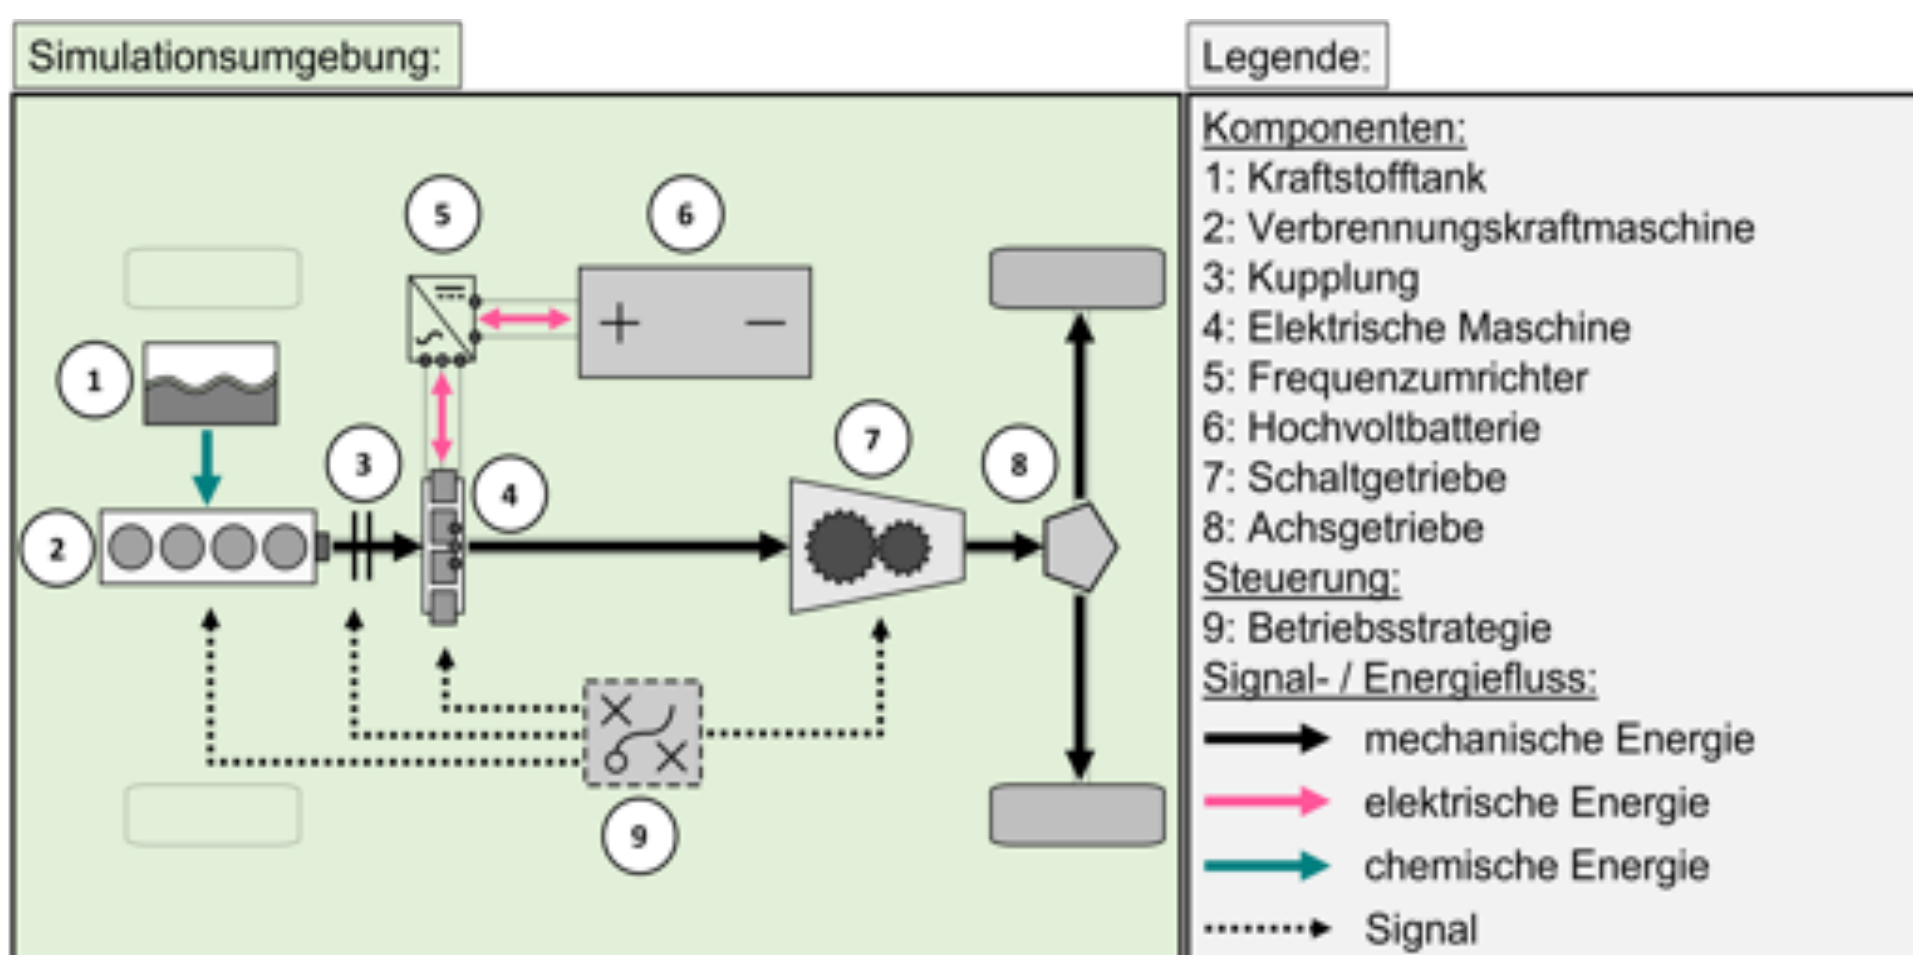 Simulationsumgebung:
5
6
1
3
4
7
8
2
9
+ −
Legende:
Komponenten:
1: Kraftstofftank
2: Verbrennungskraftmaschine
3: Kupplung
4: Elektrische Maschine
5: Frequenzumrichter
6: Hochvoltbatterie
7: Schaltgetriebe
8: Achsgetriebe
Steuerung:
9: Betriebsstrategie
Signal- / Energiefluss:
mechanische Energie
elektrische Energie
chemische Energie
Signal